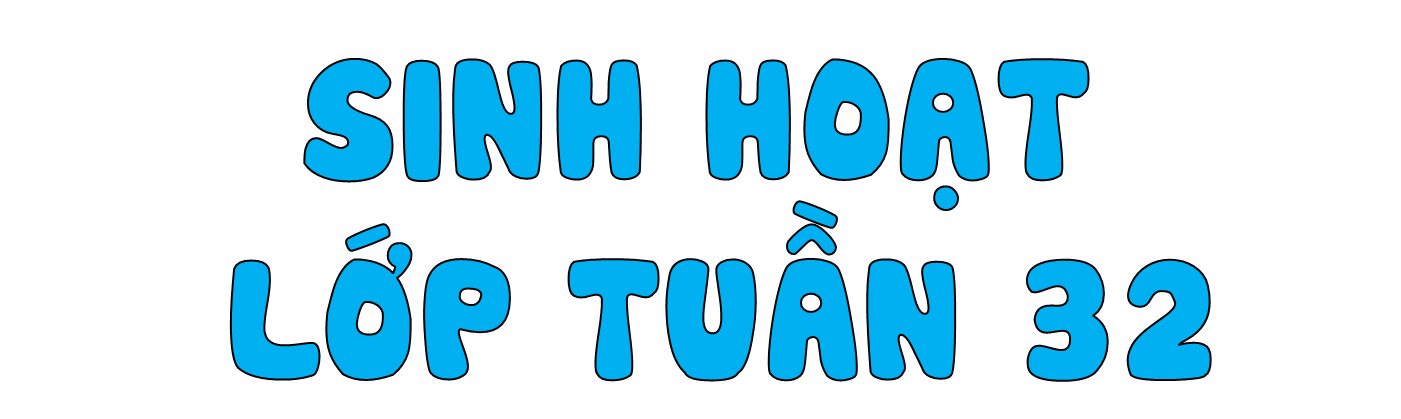 SINH HOẠT
LỚP TUẦN 32